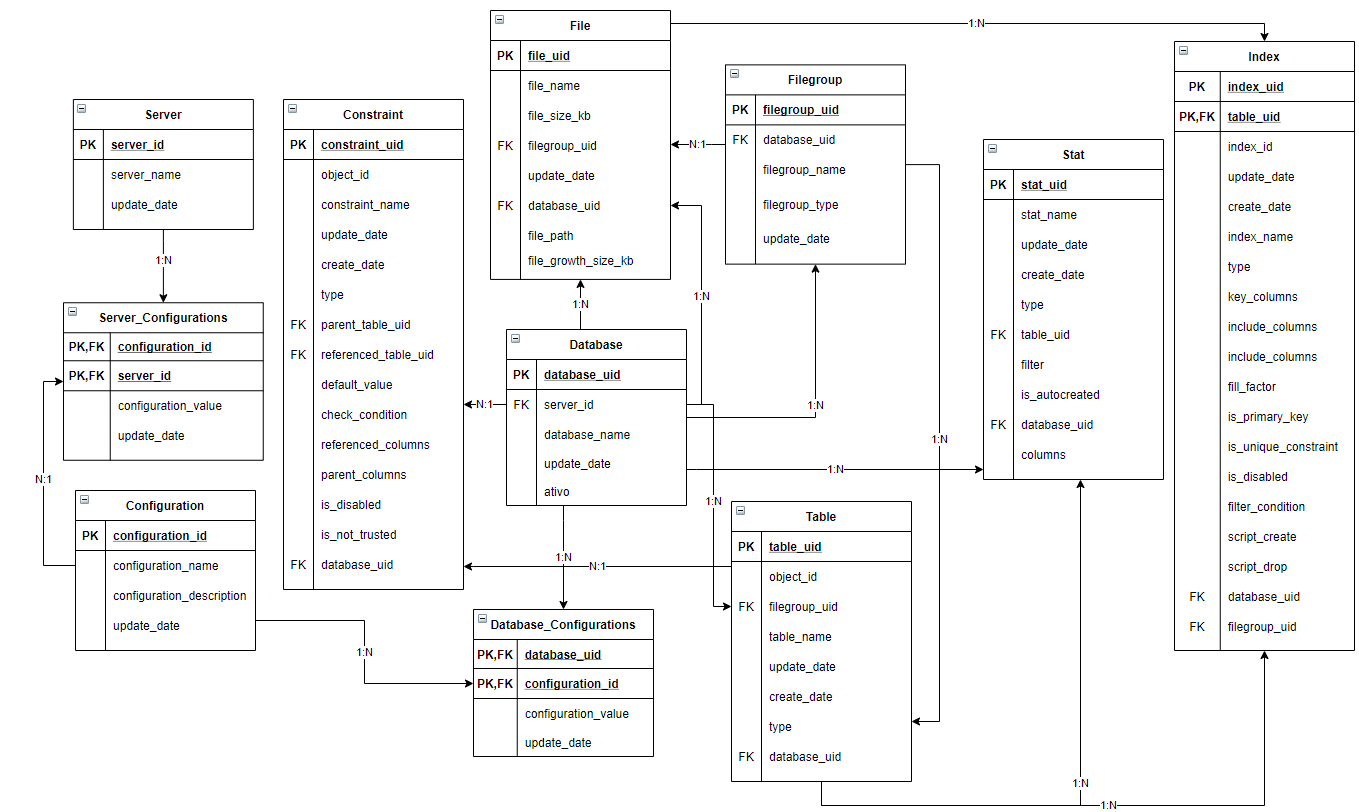 File
PK file_uid
file_name
file_size_kb
FK filegroup_uid
update_date
FK database_uid
file_path
file_growth_size_kb
1:N
Filegroup
PK filegroup_uid
FK database_uid
filegroup_name
filegroup_type
update_date
N:1
Index
PK index_uid
PK,FK table_uid
index_id
update_date
create_date
index_name
type
key_columns
include_columns
include_columns
fill_factor
is_primary_key
is_unique_constraint
is_disabled
filter_condition
script_create
script_drop
FK database_uid
FK filegroup_uid
Server
PK server_id
server_name
update_date
1:N
Constraint
PK constraint_uid
object_id
constraint_name
update_date
create_date
type
FK parent_table_uid
FK referenced_table_uid
default_value
check_condition
referenced_columns
parent_columns
is_disabled
is_not_trusted
FK database_uid
Stat
PK stat_uid
stat_name
update_date
create_date
type
FK table_uid
filter
is_autocreated
FK database_uid
columns
Server_Configurations
PK,FK configuration_id
PK,FK server_id
configuration_value
update_date
N:1
1:N
1:N
Database
PK database_uid
FK server_id
database_name
update_date
ativo
N:1
1:N
1:N
1:N
1:N
1:N
N:1
Configuration
PK configuration_id
configuration_name
configuration_description
update_date
1:N
Table
PK table_uid
object_id
FK filegroup_uid
table_name
update_date
create_date
type
FK database_uid
Database_Configurations
PK,FK database_uid
PK,FK configuration_id
configuration_value
update_date
1:N
1:N